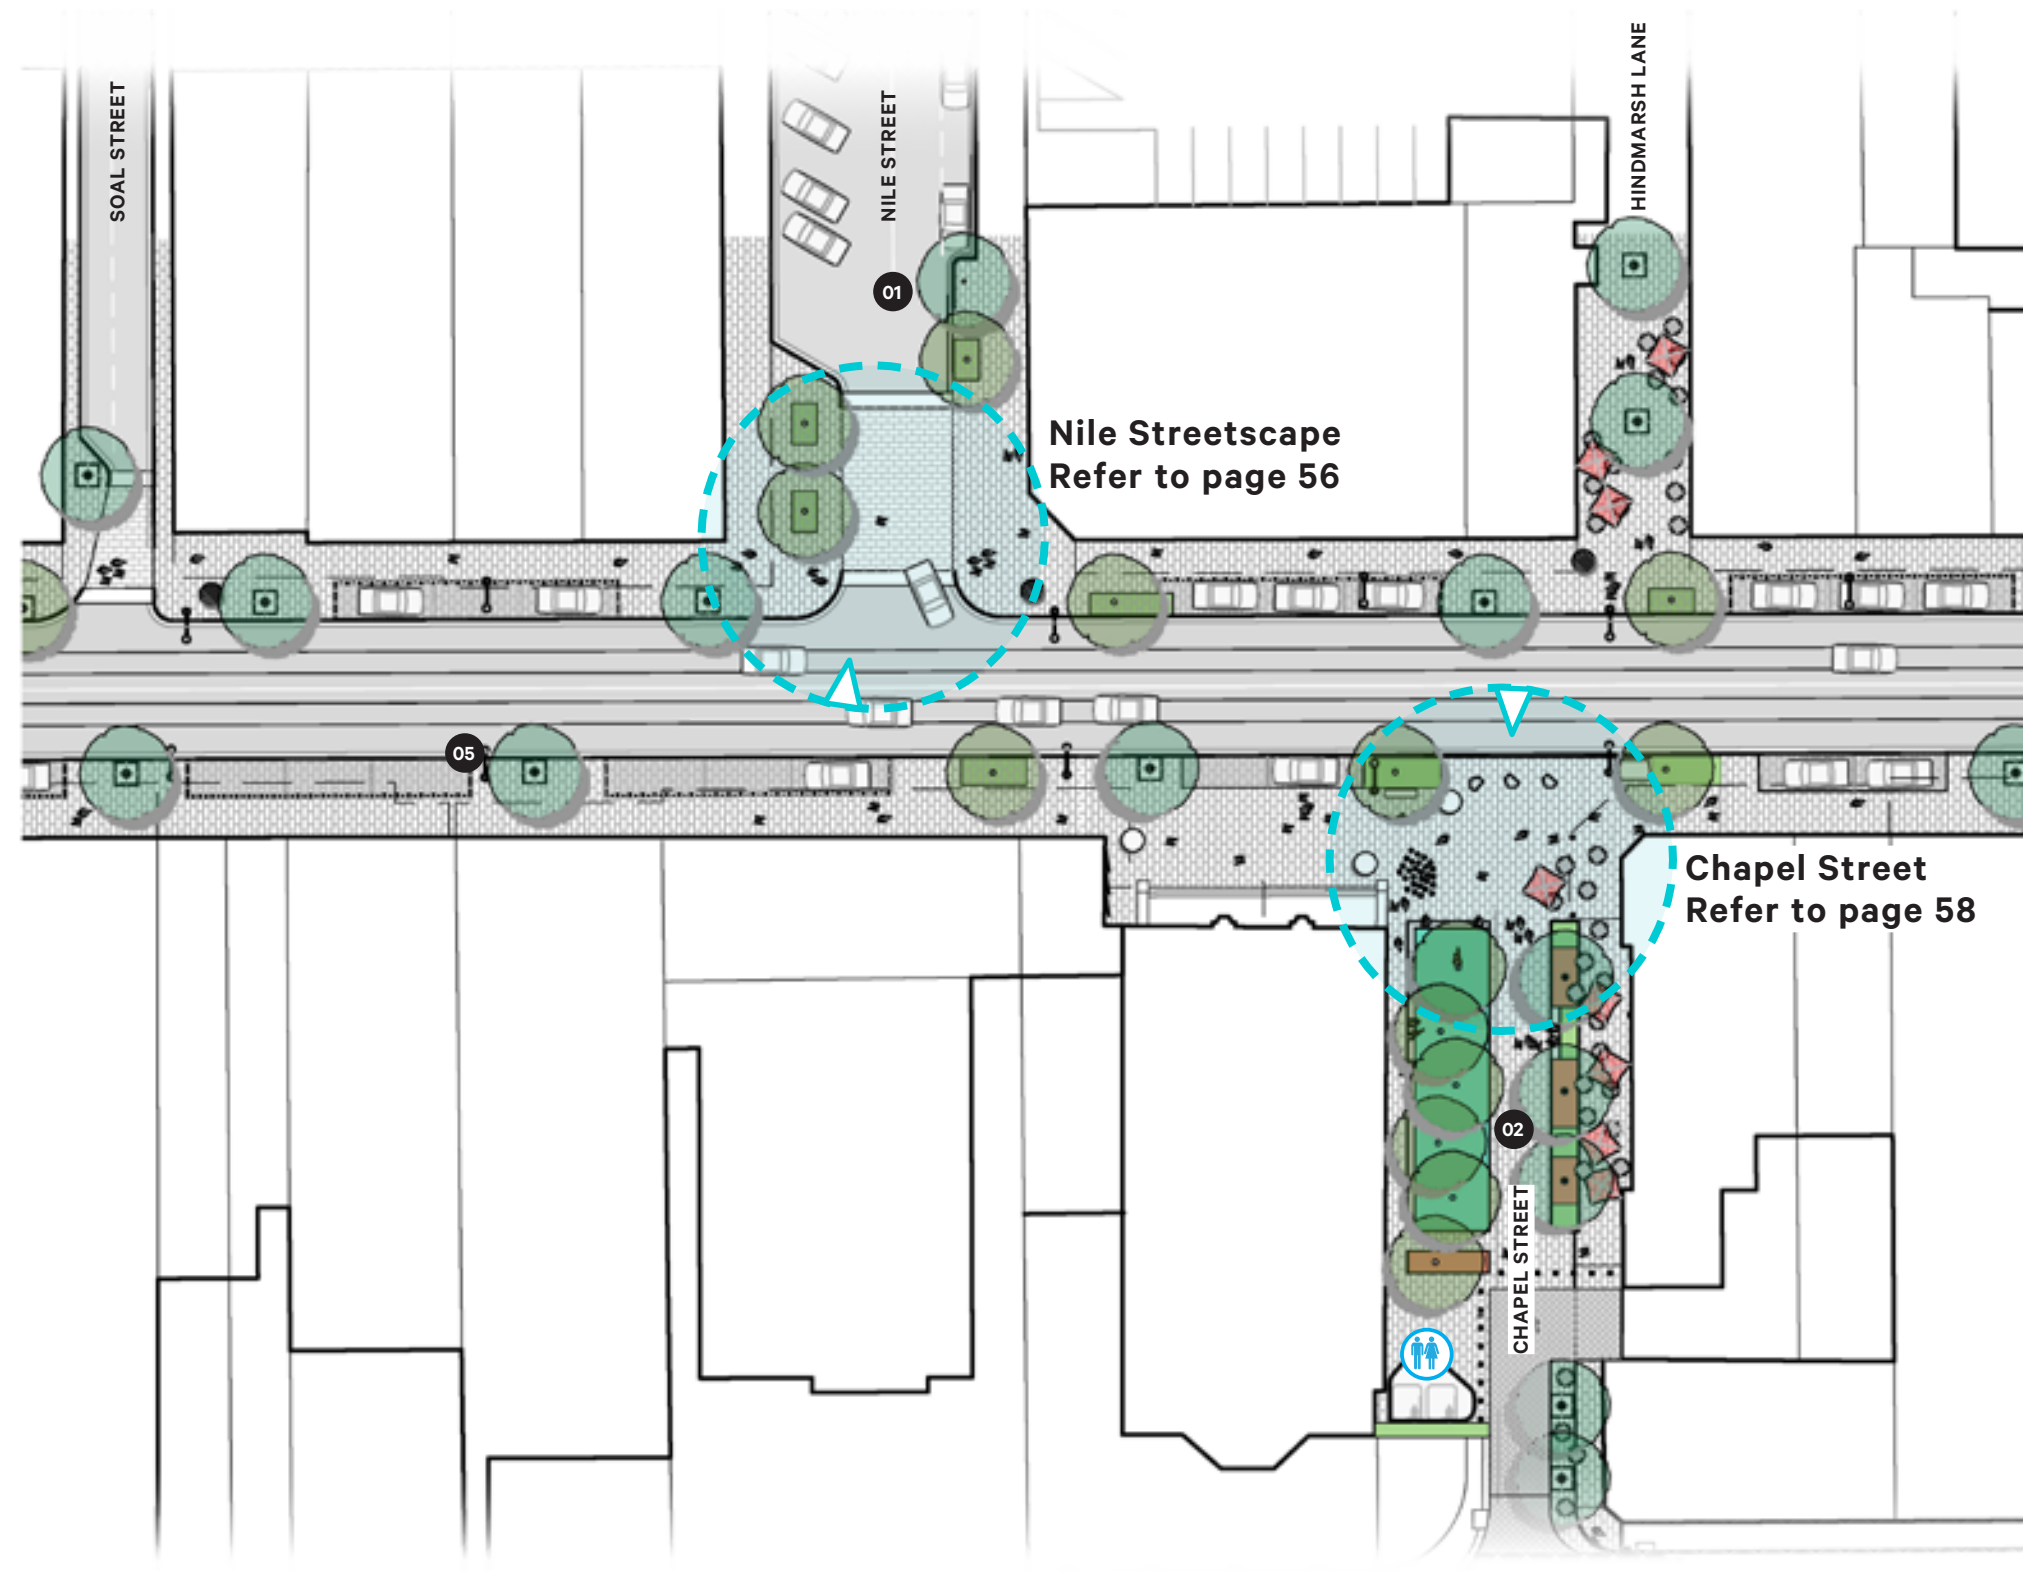 SOAL STREET
NILE STREET
HINDMARSH LANE
01
Nile Streetscape
Refer to page 56
05
Chapel Street
Refer to page 58
02
CHAPEL STREET